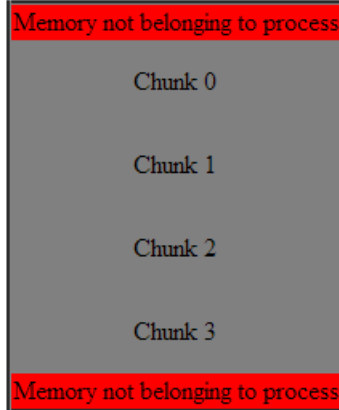 Memory not belonging to process
Chunk 0
Chunk 1
Chunk 2
Chunk 3
Memory not belonging to process